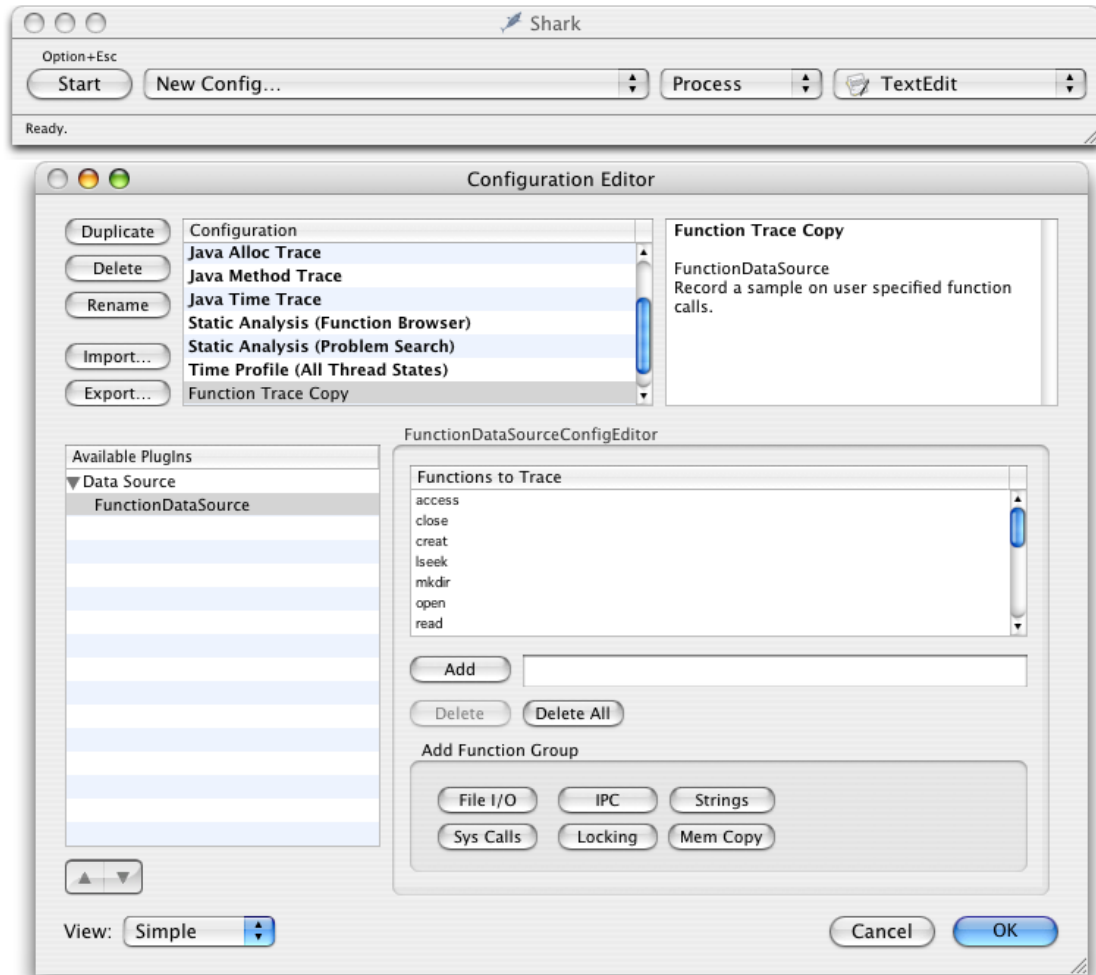 Shark
Option+Esc
Start
New Config...
Process
TextEdit
Ready.
Configuration Editor
Duplicate
Delete
Rename
Import...
Export...
Configuration
Java Alloc Trace
Java Method Trace
Java Time Trace
Static Analysis (Function Browser)
Static Analysis (Problem Search)
Time Profile (All Thread States)
Function Trace Copy
Function Trace Copy
FunctionDataSource
Record a sample on user specified function
calls.
Available PlugIns
Data Source
FunctionDataSource
FunctionDataSourceConfigEditor
Functions to Trace
access
close
creat
lseek
mkdir
open
read
Add
Delete
Delete All
Add Function Group
File I/O
IPC
Strings
Sys Calls
Locking
Mem Copy
View:
Simple
Cancel
OK